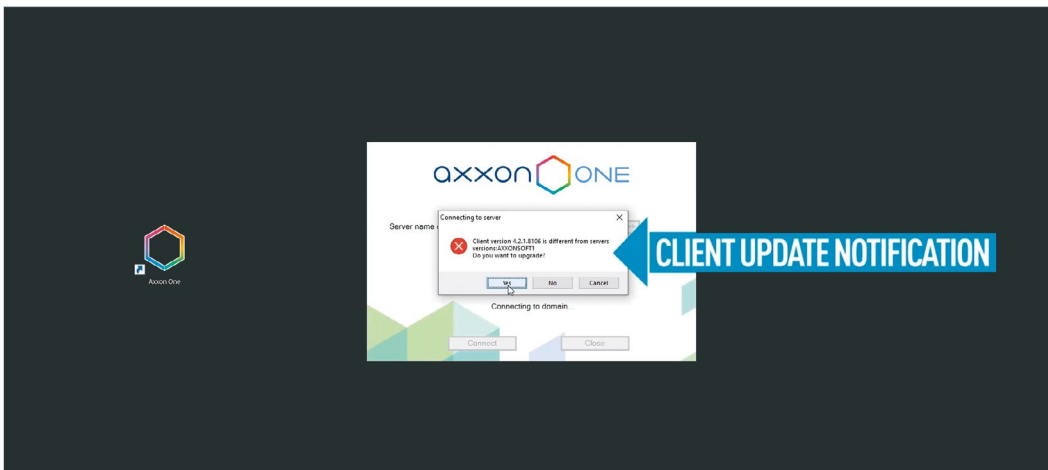 axxon ONE
Server name
Connecting to server
Client version 4.2.1.8106 is different from servers
versions:AXXONSOFT1
Do you want to upgrade?
Yes
No
Cancel
CLIENT UPDATE NOTIFICATION
Axxon One
Connecting to domain...
Connect
Close